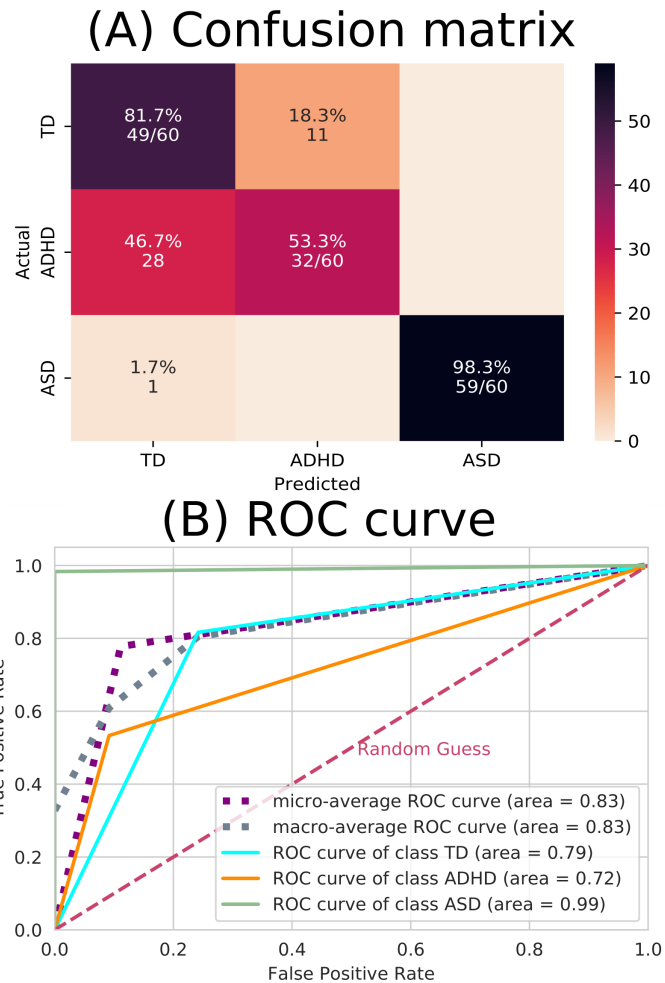 (A) Confusion matrix
81.7%
49/60
18.3%
11
46.7%
28
53.3%
32/60
1.7%
1
98.3%
59/60
TD
ADHD
ASD
Actual
TD
ADHD
ASD
Predicted
50
40
30
20
10
0
(B) ROC curve
1.0
0.8
0.6
0.4
0.2
0.0
Random Guess
micro-average ROC curve (area = 0.83)
macro-average ROC curve (area = 0.83)
ROC curve of class TD (area = 0.79)
ROC curve of class ADHD (area = 0.72)
ROC curve of class ASD (area = 0.99)
0.0
0.2
0.4
0.6
0.8
1.0
False Positive Rate